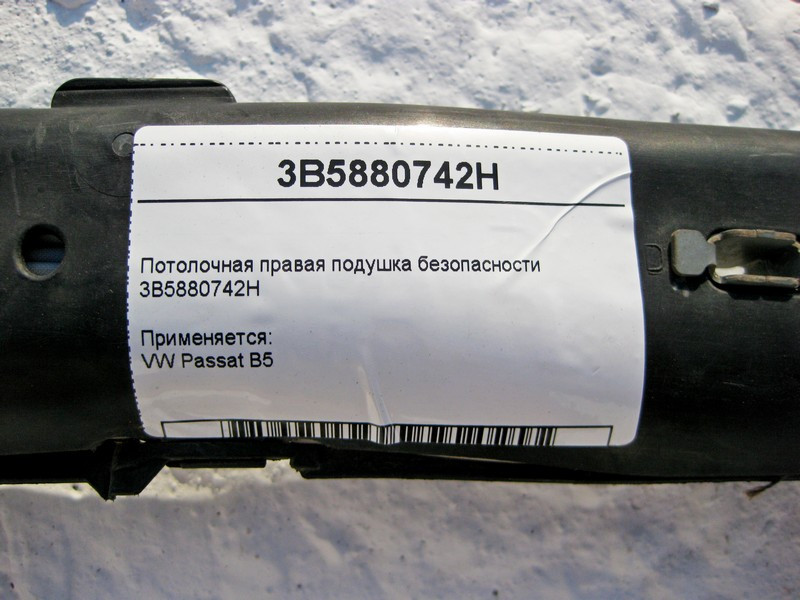 3B5880742H
Потолочная правая подушка безопасности
3B5880742H
Применяется:
VW Passat B5
D